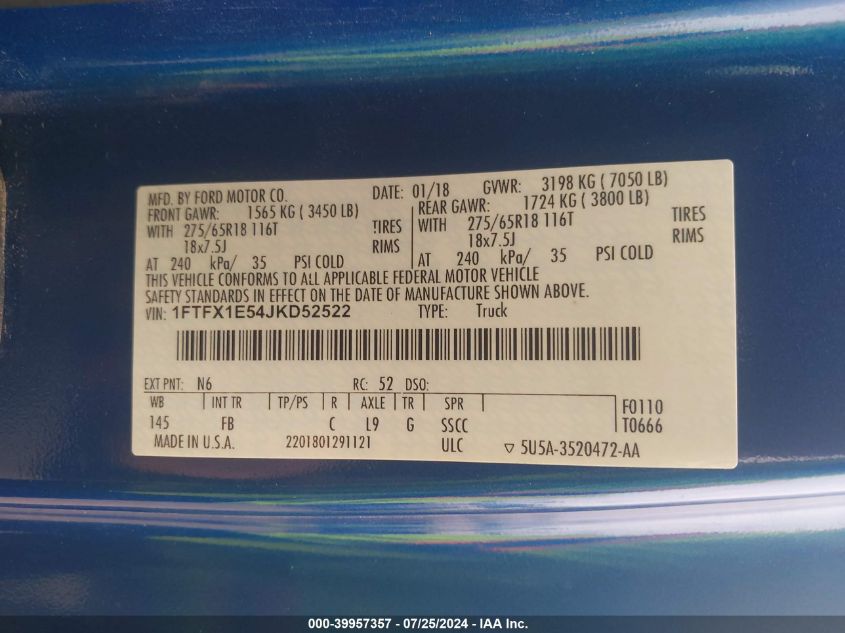 MFD. BY FORD MOTOR CO. DATE: 01/18 GVWR: 3198 KG ( 7050 LB)
FRONT GAWR: 1565 KG ( 3450 LB) REAR GAWR: 1724 KG ( 3800 LB)
WITH 275/65R18 116T TIRES WITH 275/65R18 116T TIRES
18x7.5J RIMS 18x7.5J RIMS
AT 240 kPa/ 35 PSI COLD AT 240 kPa/ 35 PSI COLD
THIS VEHICLE CONFORMS TO ALL APPLICABLE FEDERAL MOTOR VEHICLE
SAFETY STANDARDS IN EFFECT ON THE DATE OF MANUFACTURE SHOWN ABOVE.
VIN: 1FTFX1E54JKD52522 TYPE: Truck
EXT PNT: N6 RC: 52 DSO:
WB INT TR TP/PS R AXLE TR SPR F0110
145 FB C L9 G SSCC T0666
MADE IN U.S.A. 2201801291121 ULC ▽ 5U5A-3520472-AA
000-39957357 - 07/25/2024 - IAA Inc.